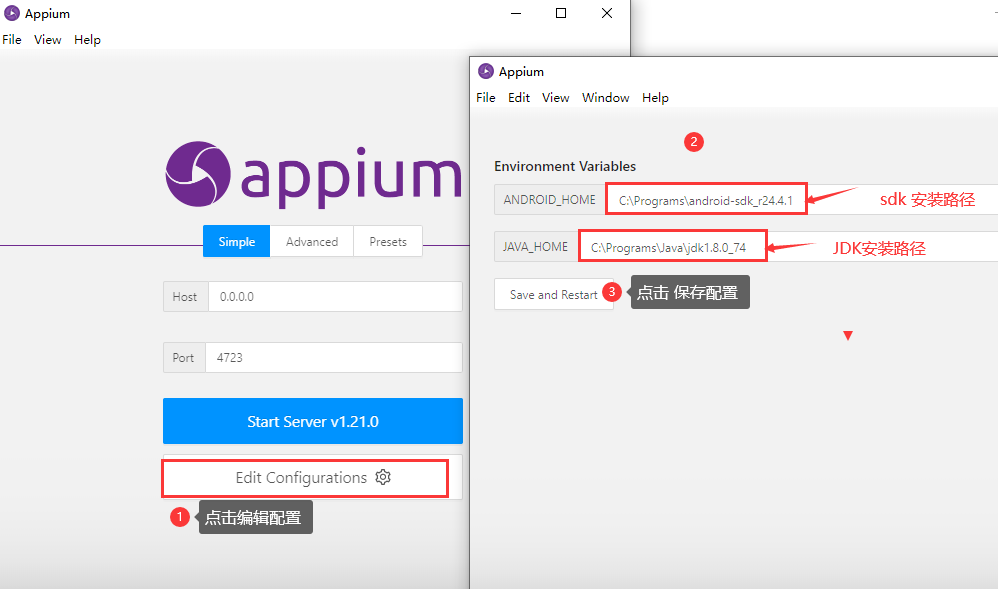 Appium
File View Help
appium
Simple Advanced Presets
Host 0.0.0.0
Port 4723
Start Server v1.21.0
Edit Configurations
1 点击编辑配置
Appium
File Edit View Window Help
2
Environment Variables
ANDROID_HOME C:\Programs\android-sdk_r24.4.1 sdk 安装路径
JAVA_HOME C:\Programs\Java\jdk1.8.0_74 JDK安装路径
Save and Restart 3 点击 保存配置